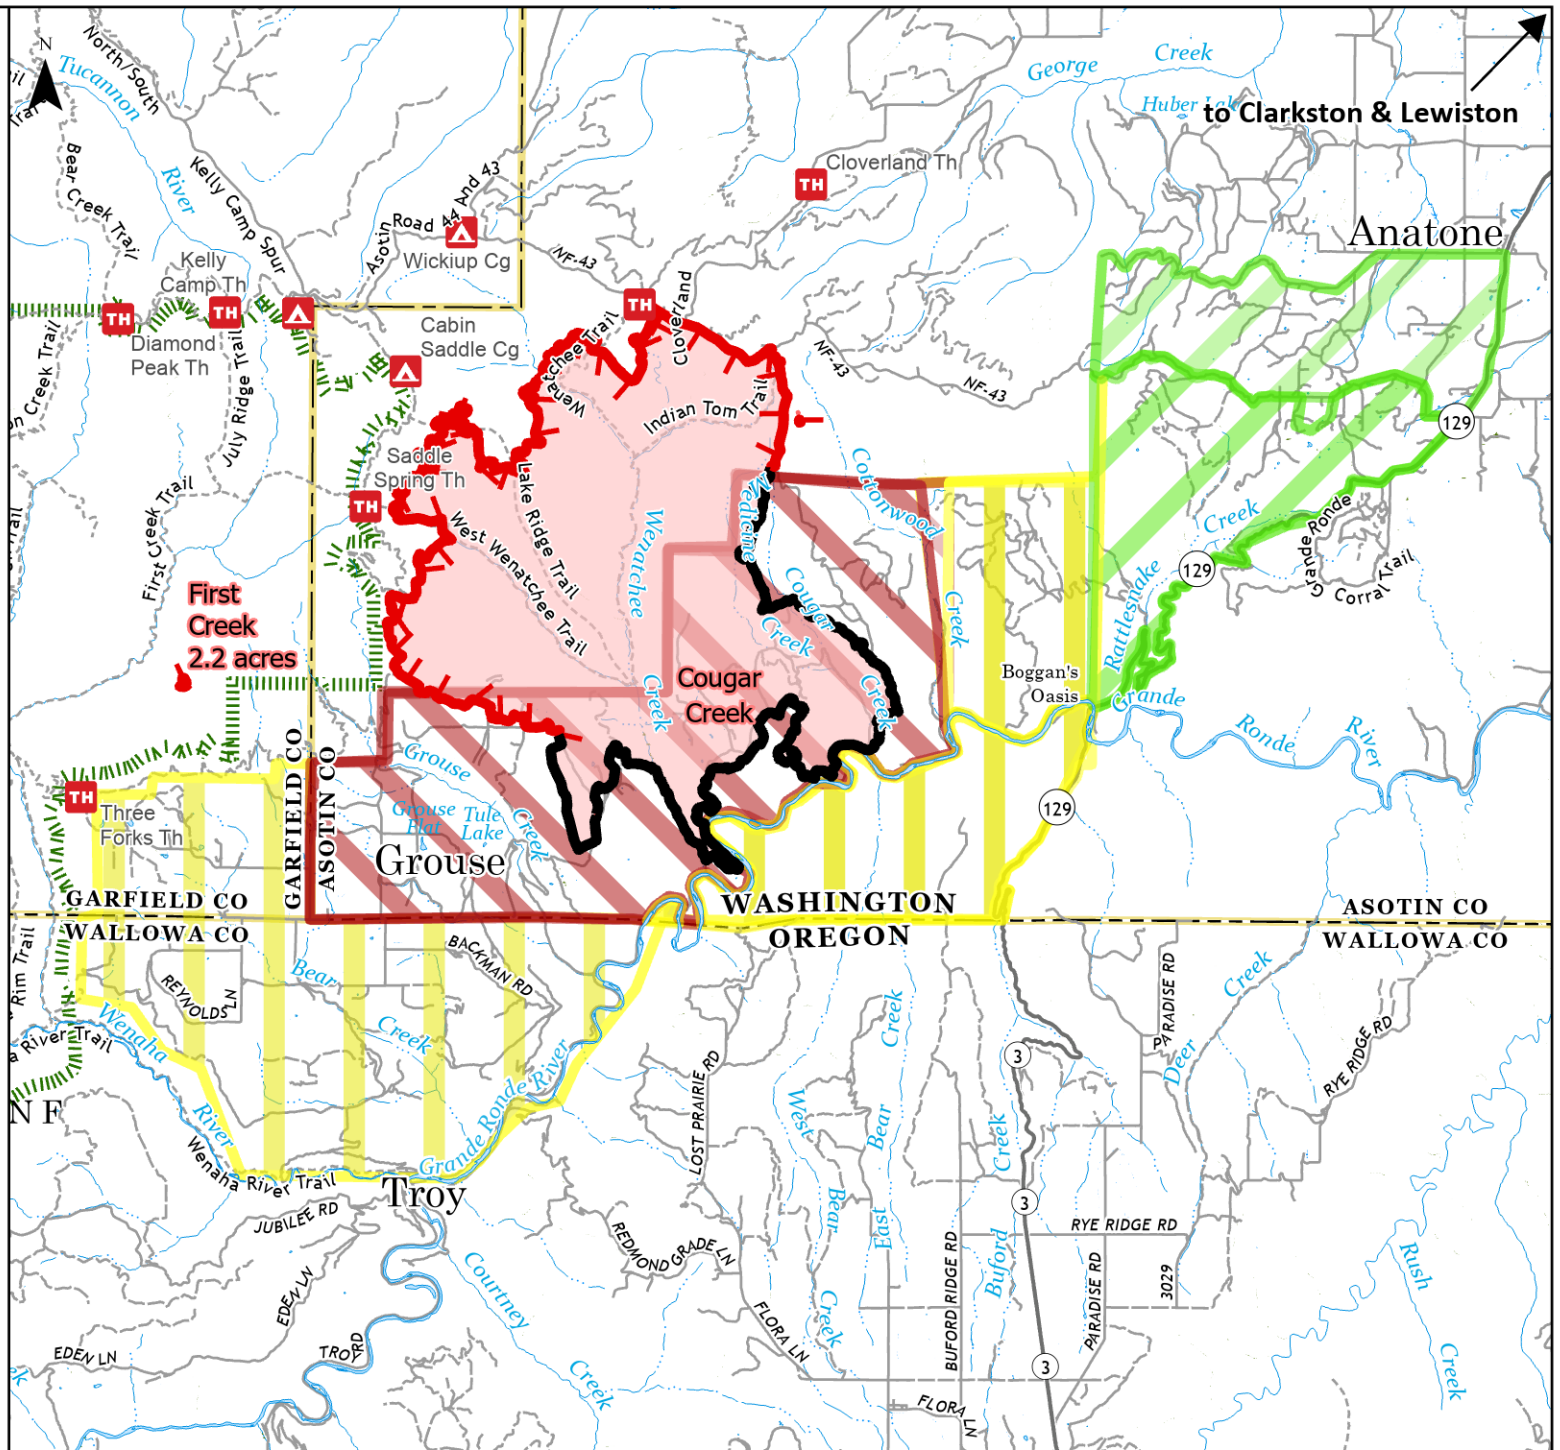 N
North/South
Tucannon
River
George
Creek
Huber
to Clarkston & Lewiston
Bear Creek Trail
Kelly Camp Spur
Asotin
Road 44 And 43
Wickiup Cg
TH
Cloverland Th
Anatone
NF-43
Kelly
Camp Th
TH
TH
TH
Diamond
Peak Th
Cabin
Saddle Cg
Cloverland
Wenatchee Trail
NF-43
NF-43
Indian Tom Trail
July Ridge Trail
on Creek Trail
129
Saddle
Spring Th
TH
Lake Ridge Trail
West Wenatchee Trail
Wenatchee
Creek
Medicine
Creek
Cottonwood
Creek
Cougar
Creek
First Creek Trail
First
Creek
2.2 acres
Creek
Rattlesnake
129
Grande Ronde
Corral Trail
Cougar
Creek
Boggan's
Oasis
Grande
Ronde
River
GARFIELD CO
ASOTIN CO
Grouse
Creek
Grouse
Flat
Tule
Lake
Grouse
TH
Three
Forks Th
129
GARFIELD CO
WALLOWA CO
WASHINGTON
OREGON
ASOTIN CO
WALLOWA CO
Rim Trail
a River Trail
REYNOLDS LN
BACKMAN RD
Bear
Creek
Wenaha
River
N F
Wenaha River Trail
Grande Ronde River
Troy
JUBILEE RD
EDEN LN
EDEN LN
TROY RD
Courtney
Creek
LOST PRAIRIE RD
REDMOND GRADE LN
FLORA LN
FLORA LN
West
Bear
Creek
East
Bear
Creek
Buford
Creek
BUFORD RIDGE RD
3
3
3
PARADISE RD
PARADISE RD
Deer
Creek
RYE RIDGE RD
RYE RIDGE RD
3029
Rush
Creek